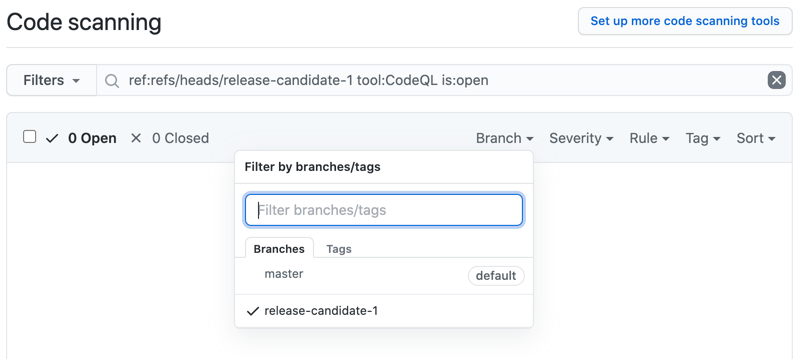 Code scanning
Set up more code scanning tools
Filters
ref:refs/heads/release-candidate-1 tool:CodeQL is:open
0 Open 0 Closed Branch Severity Rule Tag Sort
Filter by branches/tags
Filter branches/tags
Branches Tags
master default
release-candidate-1